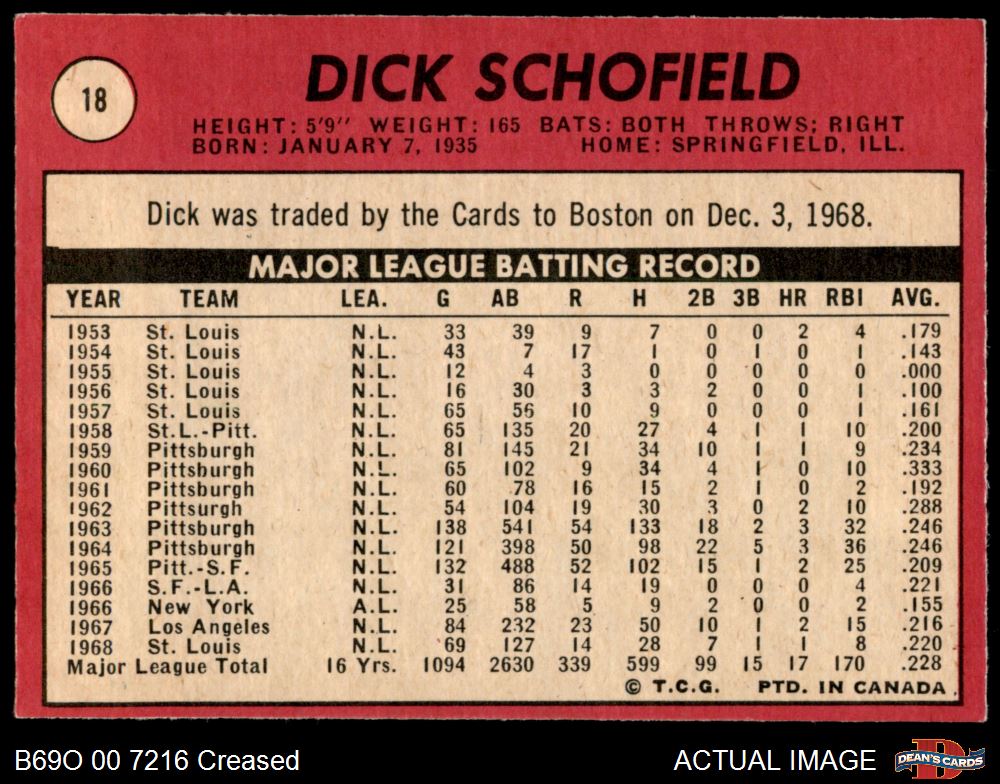 18
DICK SCHOFIELD
HEIGHT: 5'9" WEIGHT: 165 BATS: BOTH THROWS: RIGHT
BORN: JANUARY 7, 1935 HOME: SPRINGFIELD, ILL.
Dick was traded by the Cards to Boston on Dec. 3, 1968.
MAJOR LEAGUE BATTING RECORD
YEAR TEAM LEA. G AB R H 2B 3B HR RBI AVG.
1953 St. Louis N.L. 33 39 9 7 0 0 2 4 .179
1954 St. Louis N.L. 43 7 17 1 0 1 0 1 .143
1955 St. Louis N.L. 12 4 3 0 0 0 0 0 .000
1956 St. Louis N.L. 16 30 3 3 2 0 0 1 .100
1957 St. Louis N.L. 65 56 10 9 0 0 0 1 .161
1958 St.L.-Pitt. N.L. 65 135 20 27 4 1 1 10 .200
1959 Pittsburgh N.L. 81 145 21 34 10 1 1 9 .234
1960 Pittsburgh N.L. 65 102 9 34 4 1 0 10 .333
1961 Pittsburgh N.L. 60 78 16 15 2 1 0 2 .192
1962 Pittsurgh N.L. 54 104 19 30 3 0 2 10 .288
1963 Pittsburgh N.L. 138 541 54 133 18 2 3 32 .246
1964 Pittsburgh N.L. 121 398 50 98 22 5 3 36 .246
1965 Pitt.-S.F. N.L. 132 488 52 102 15 1 2 25 .209
1966 S.F.-L.A. N.L. 31 86 14 19 0 0 0 4 .221
1966 New York A.L. 25 58 5 9 2 0 0 2 .155
1967 Los Angeles N.L. 84 232 23 50 10 1 2 15 .216
1968 St. Louis N.L. 69 127 14 28 7 1 1 8 .220
Major League Total 16 Yrs. 1094 2630 339 599 99 15 17 170 .228
© T.C.G. PTD. IN CANADA
B69O 00 7216 Creased ACTUAL IMAGE
D
DEAN'S CARDS